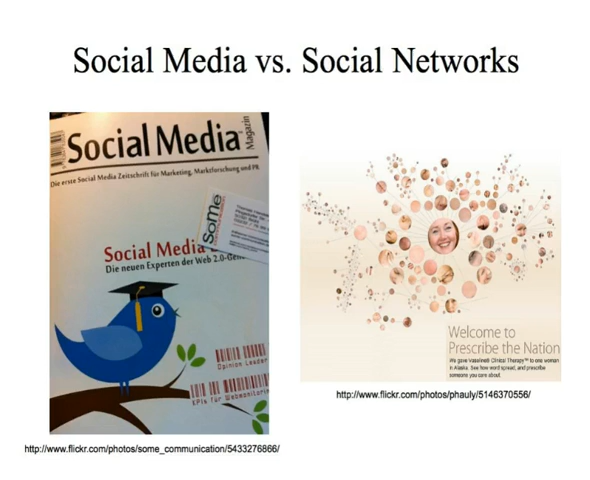 Social Media vs. Social Networks
Social Media
Magazin
Die erste Social Media Zeitschrift für Marketing, Marktforschung und PR
SoMe
Social Media
Die neuen Experten der Web 2.0-
Opinion Leader
KPIs für Webmonitoring
http://www.flickr.com/photos/some_communication/5433276866/
Welcome to
Prescribe the Nation
We gave Vaseline® Clinical Therapy™ to one woman
in Alaska. See how word spread, and prescribe
someone you care about.
http://www.flickr.com/photos/phauly/5146370556/